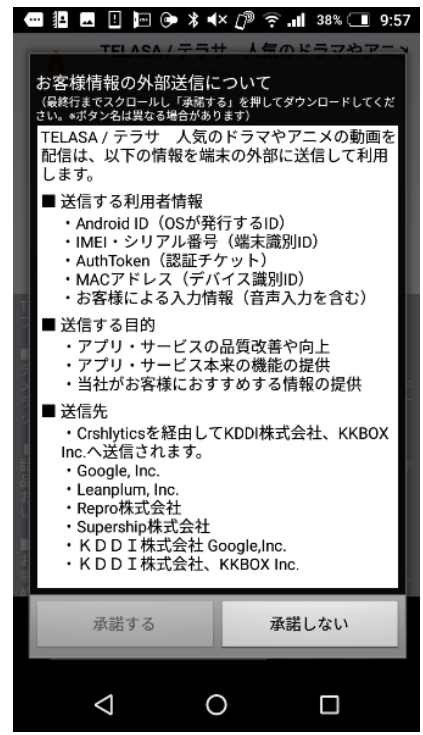 38% 9:57
TELASA / テラサ 人気のドラマやアニメ
お客様情報の外部送信について
（最終行までスクロールし「承諾する」を押してダウンロードしてくだ
さい。※ボタン名は異なる場合があります）
TELASA / テラサ　人気のドラマやアニメの動画を
配信は、以下の情報を端末の外部に送信して利用
します。
■ 送信する利用者情報
・Android ID（OSが発行するID）
・IMEI・シリアル番号（端末識別ID）
・AuthToken（認証チケット）
・MACアドレス（デバイス識別ID）
・お客様による入力情報（音声入力を含む）
■ 送信する目的
・アプリ・サービスの品質改善や向上
・アプリ・サービス本来の機能の提供
・当社がお客様におすすめする情報の提供
■ 送信先
・Crshlyticsを経由してKDDI株式会社、KKBOX
Inc.へ送信されます。
・Google, Inc.
・Leanplum, Inc.
・Repro株式会社
・Supership株式会社
・ＫＤＤＩ株式会社 Google,Inc.
・ＫＤＤＩ株式会社、KKBOX Inc.
承諾する 承諾しない